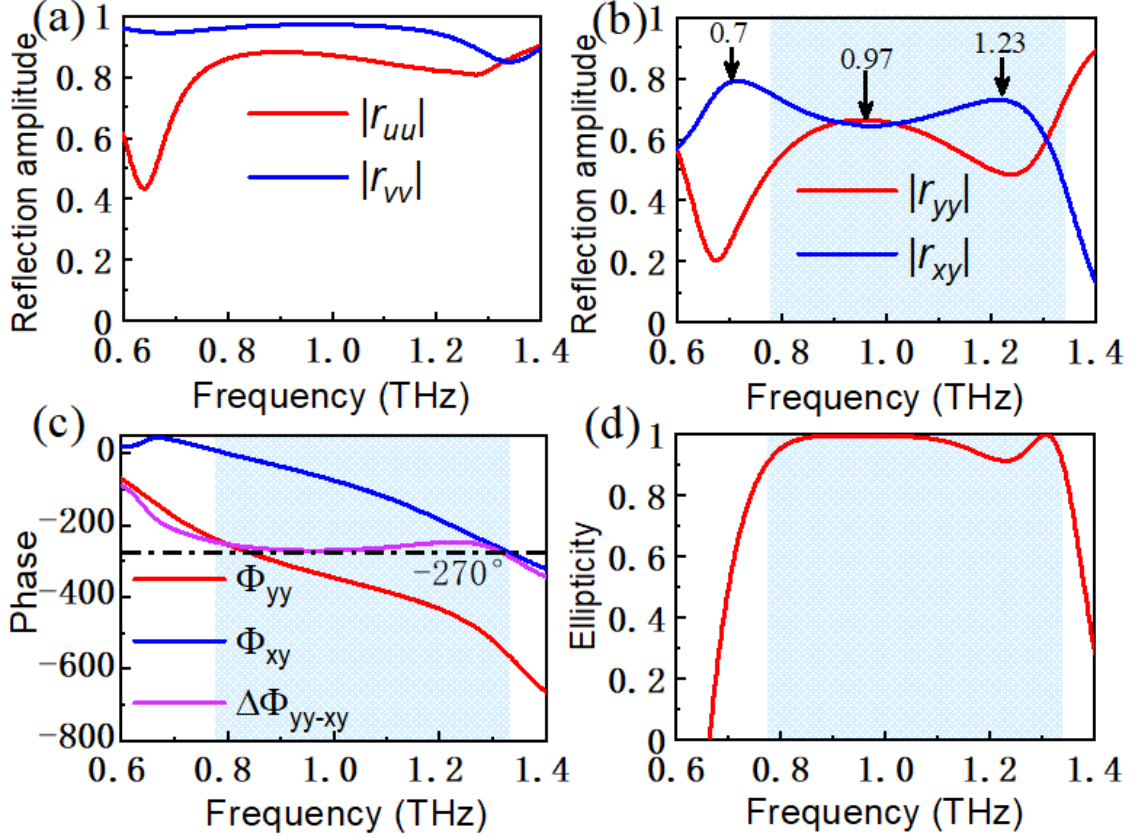 (a)
Reflection amplitude
1
0.8
0.6
0.4
0.2
0
|r_uu|
|r_vv|
0.6 0.8 1.0 1.2 1.4
Frequency (THz)
(b)
Reflection amplitude
1
0.8
0.6
0.4
0.2
0
0.7
0.97
1.23
|r_yy|
|r_xy|
0.6 0.8 1.0 1.2 1.4
Frequency (THz)
(c)
Phase
0
−200
−400
−600
−800
−270°
Φ_yy
Φ_xy
ΔΦ_yy-xy
0.6 0.8 1.0 1.2 1.4
Frequency (THz)
(d)
Ellipticity
1
0.8
0.6
0.4
0.2
0
0.6 0.8 1.0 1.2 1.4
Frequency (THz)